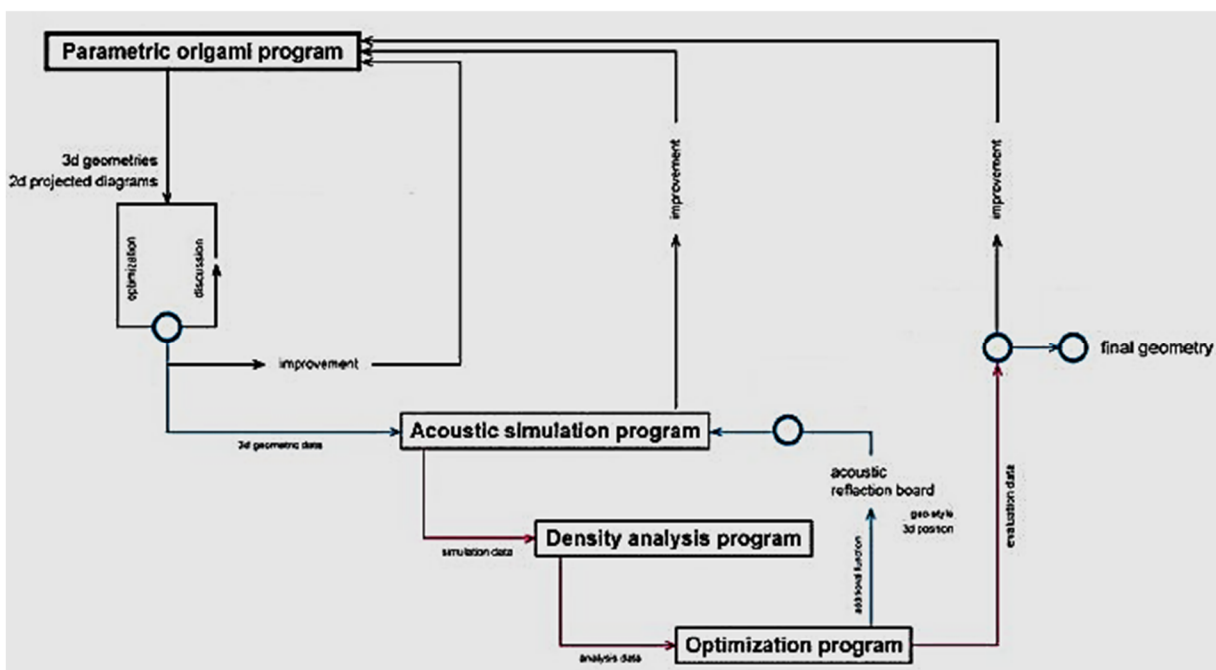 Parametric origami program
3d geometries
2d projected diagrams
optimization
discussion
improvement
improvement
improvement
3d geometric data
Acoustic simulation program
final geometry
acoustic
reflection board
geo-style
3d position
simulation data
Density analysis program
additional function
evaluation data
analysis data
Optimization program